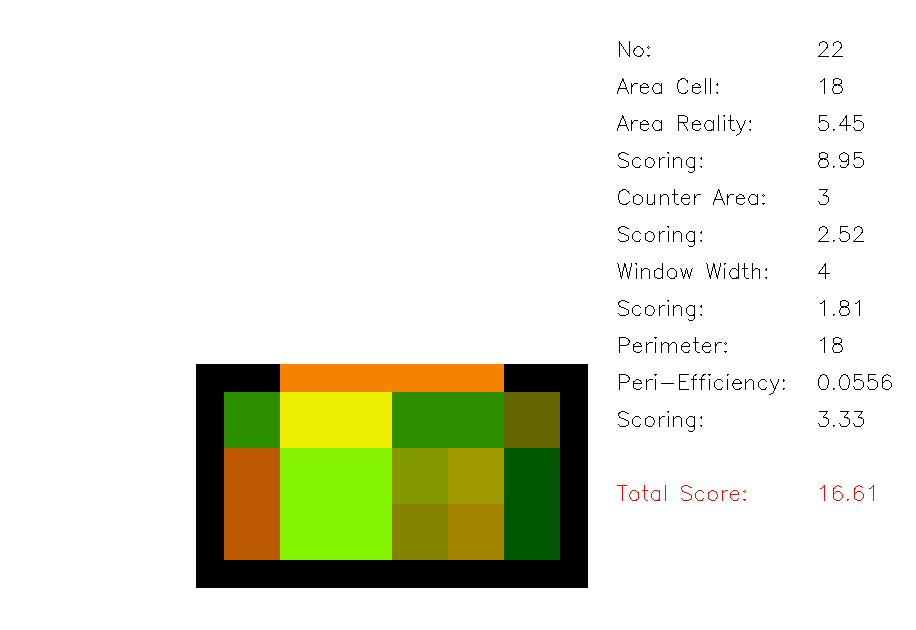 No: 22
Area Cell: 18
Area Reality: 5.45
Scoring: 8.95
Counter Area: 3
Scoring: 2.52
Window Width: 4
Scoring: 1.81
Perimeter: 18
Peri-Efficiency: 0.0556
Scoring: 3.33
Total Score: 16.61